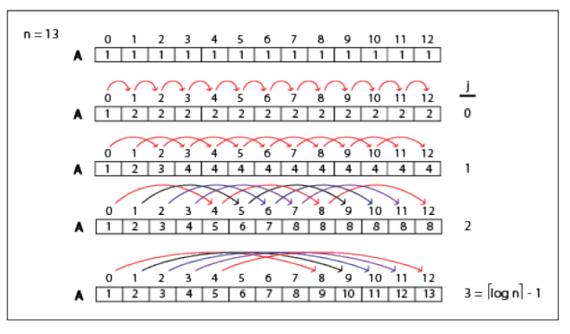 n = 13
0 1 2 3 4 5 6 7 8 9 10 11 12
A 1 1 1 1 1 1 1 1 1 1 1 1 1
j
0 1 2 3 4 5 6 7 8 9 10 11 12
A 1 2 2 2 2 2 2 2 2 2 2 2 2 0
0 1 2 3 4 5 6 7 8 9 10 11 12
A 1 2 3 4 4 4 4 4 4 4 4 4 4 1
0 1 2 3 4 5 6 7 8 9 10 11 12
A 1 2 3 4 5 6 7 8 8 8 8 8 8 2
0 1 2 3 4 5 6 7 8 9 10 11 12
A 1 2 3 4 5 6 7 8 9 10 11 12 13 3 = ⌈log n⌉ - 1